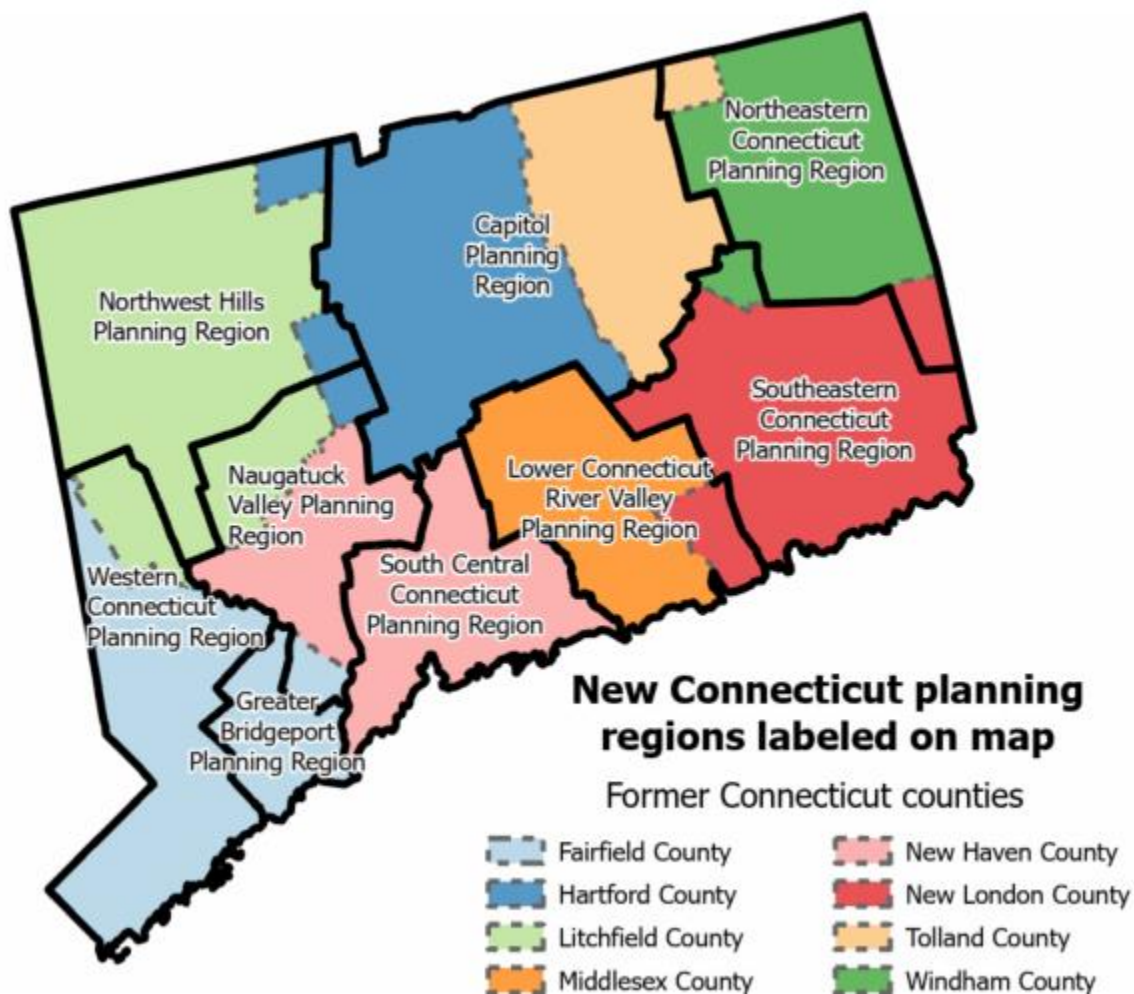 Northeastern
Connecticut
Planning Region
Capitol
Planning
Region
Northwest Hills
Planning Region
Southeastern
Connecticut
Planning Region
Naugatuck
Valley Planning
Region
Lower Connecticut
River Valley
Planning Region
South Central
Connecticut
Planning Region
Western
Connecticut
Planning Region
Greater
Bridgeport
Planning Region
New Connecticut planning
regions labeled on map
Former Connecticut counties
Fairfield County
Hartford County
Litchfield County
Middlesex County
New Haven County
New London County
Tolland County
Windham County